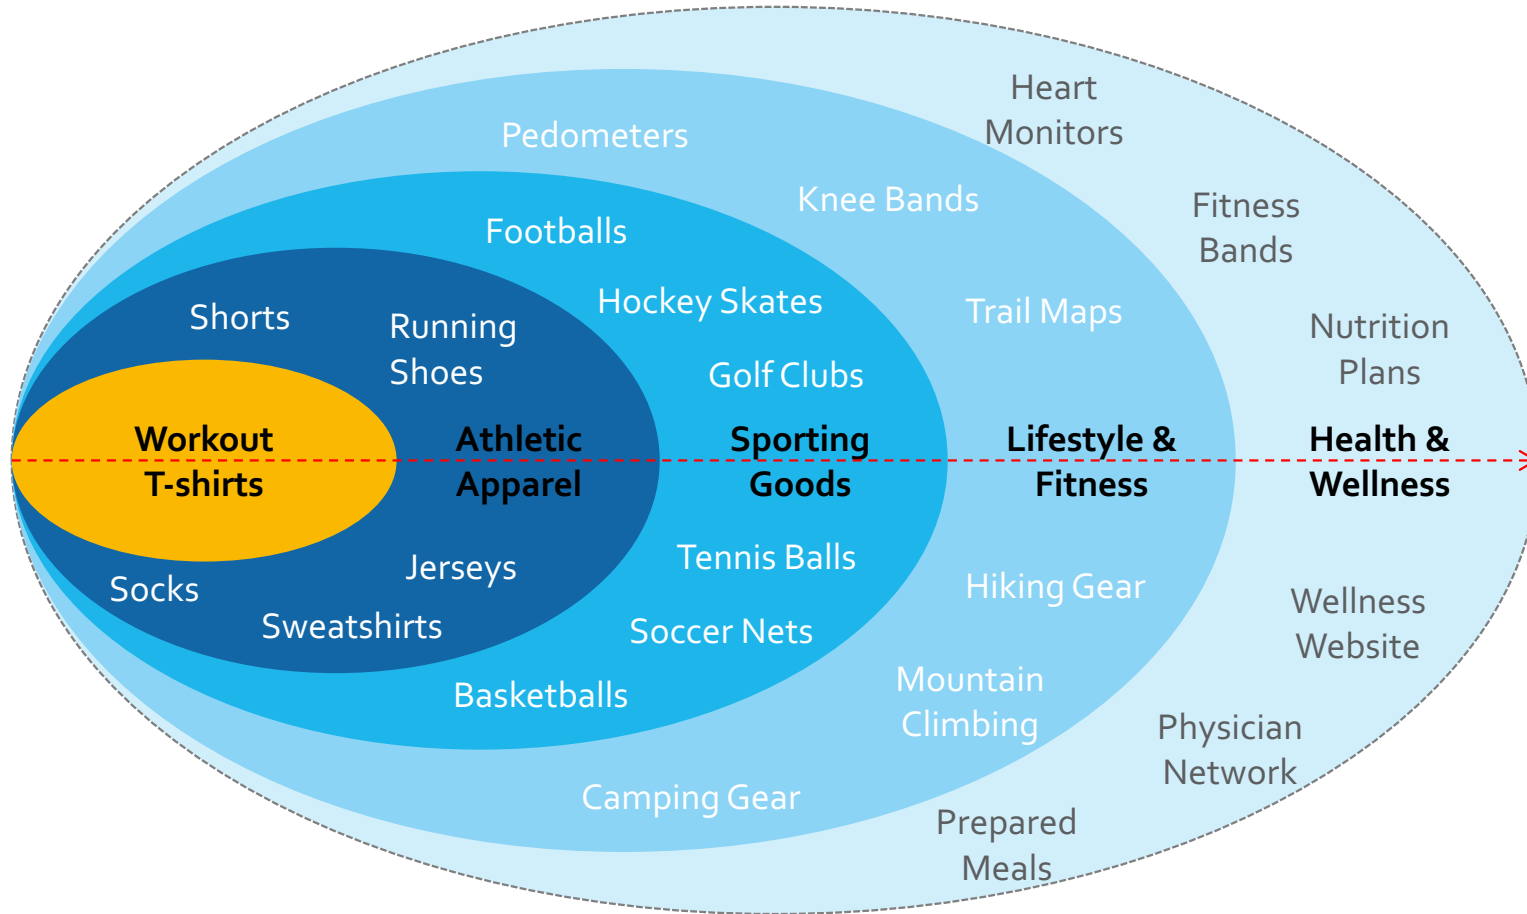 Heart
Monitors
Pedometers
Knee Bands
Fitness
Bands
Footballs
Hockey Skates
Shorts
Running
Shoes
Trail Maps
Nutrition
Plans
Golf Clubs
Workout
T-shirts
Athletic
Apparel
Sporting
Goods
Lifestyle &
Fitness
Health &
Wellness
Tennis Balls
Jerseys
Socks
Hiking Gear
Sweatshirts
Soccer Nets
Wellness
Website
Basketballs
Mountain
Climbing
Physician
Network
Camping Gear
Prepared
Meals